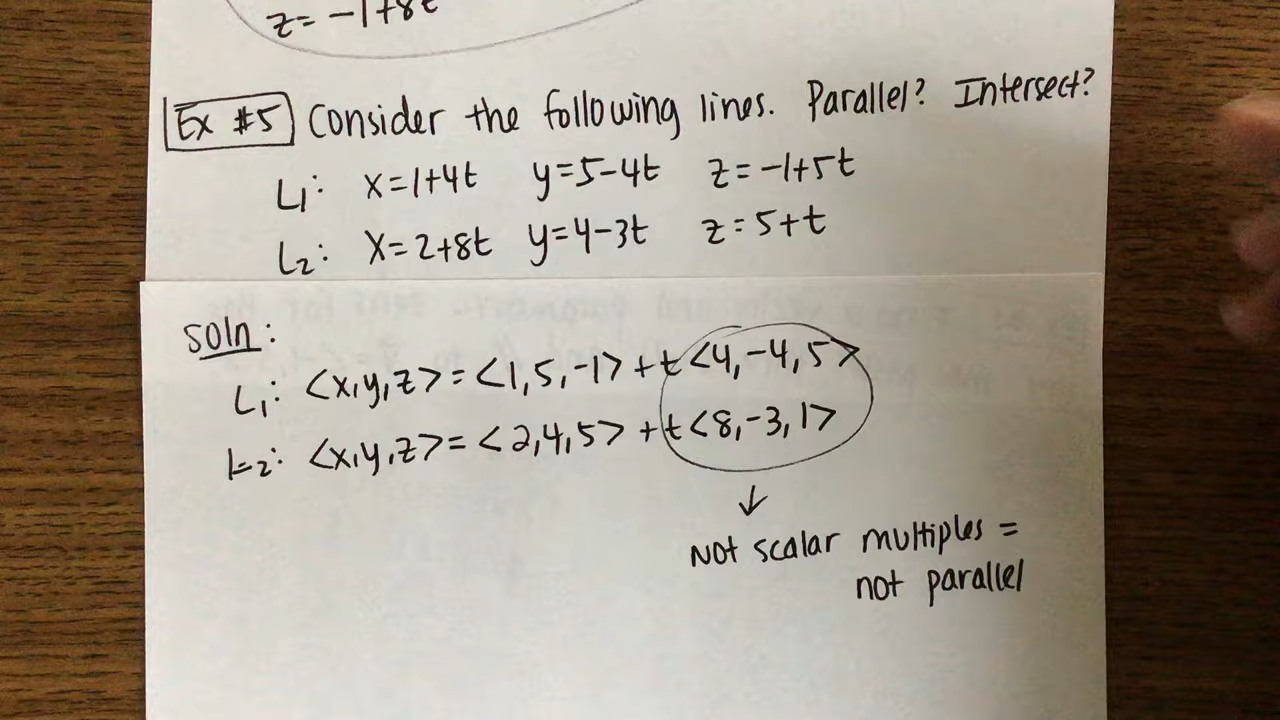 z=-1+8t
Ex #5 Consider the following lines. Parallel? Intersect?
L1: x=1+4t y=5-4t z=-1+5t
L2: x=2+8t y=4-3t z=5+t
soln:
L1: <x,y,z>=<1,5,-1>+t<4,-4,5>
L2: <x,y,z>=<2,4,5>+t<8,-3,1>
↓
Not scalar multiples =
not parallel